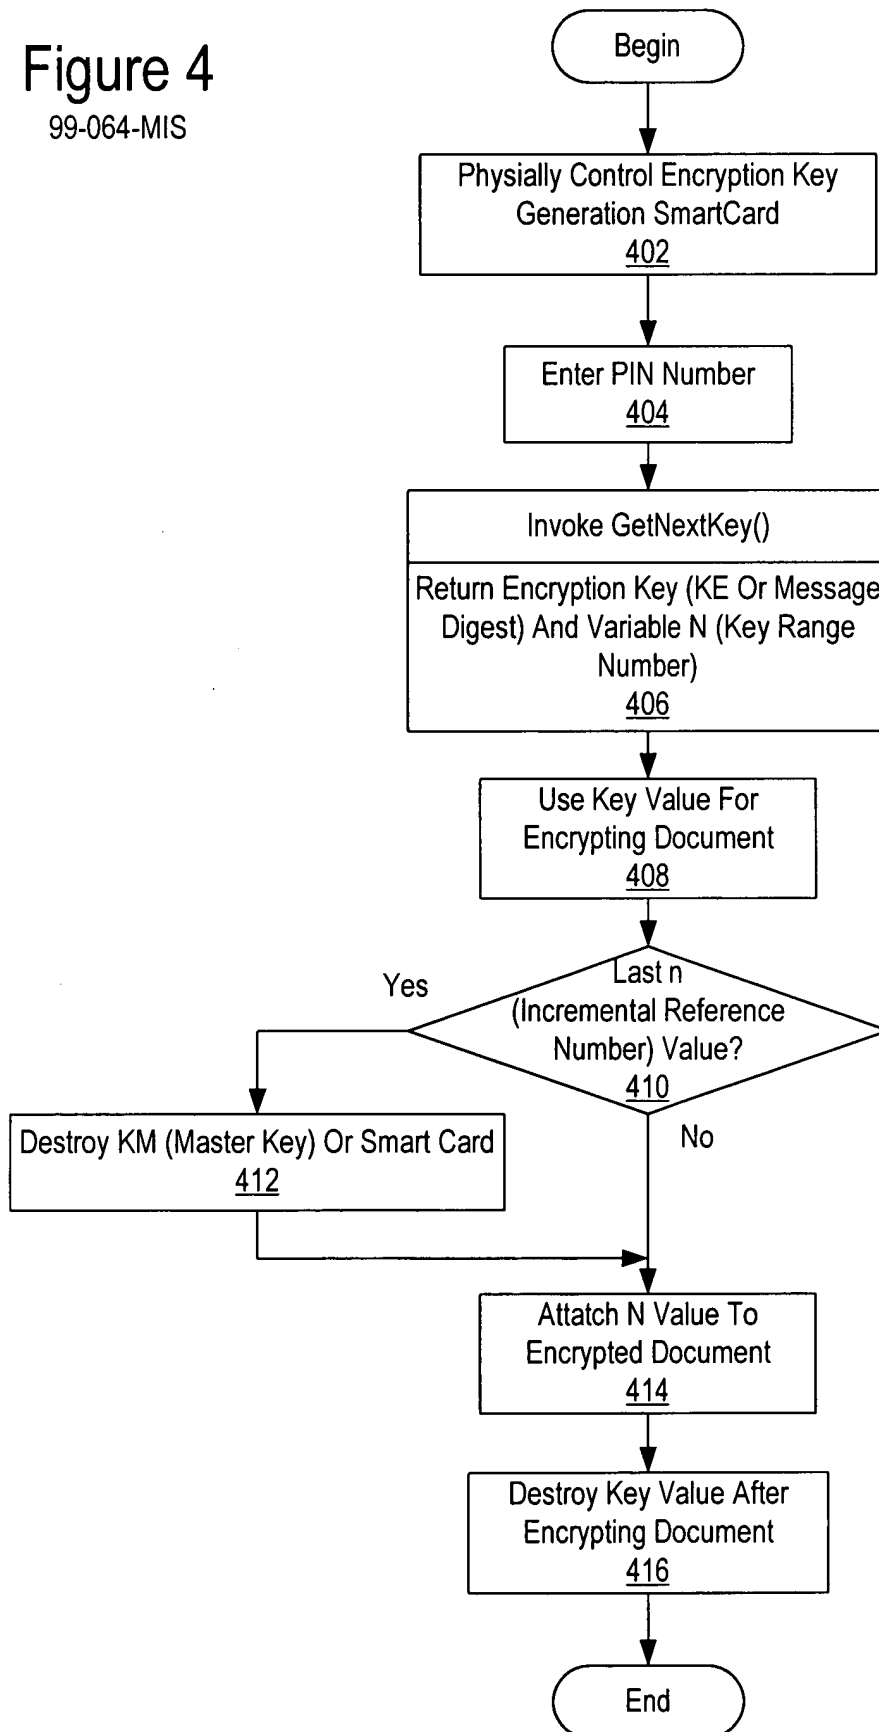 Figure 4
99-064-MIS
Begin
Physially Control Encryption Key
Generation SmartCard
402
Enter PIN Number
404
Invoke GetNextKey()
Return Encryption Key (KE Or Message
Digest) And Variable N (Key Range
Number)
406
Use Key Value For
Encrypting Document
408
Last n
(Incremental Reference
Number) Value?
410
Yes
No
Destroy KM (Master Key) Or Smart Card
412
Attatch N Value To
Encrypted Document
414
Destroy Key Value After
Encrypting Document
416
End